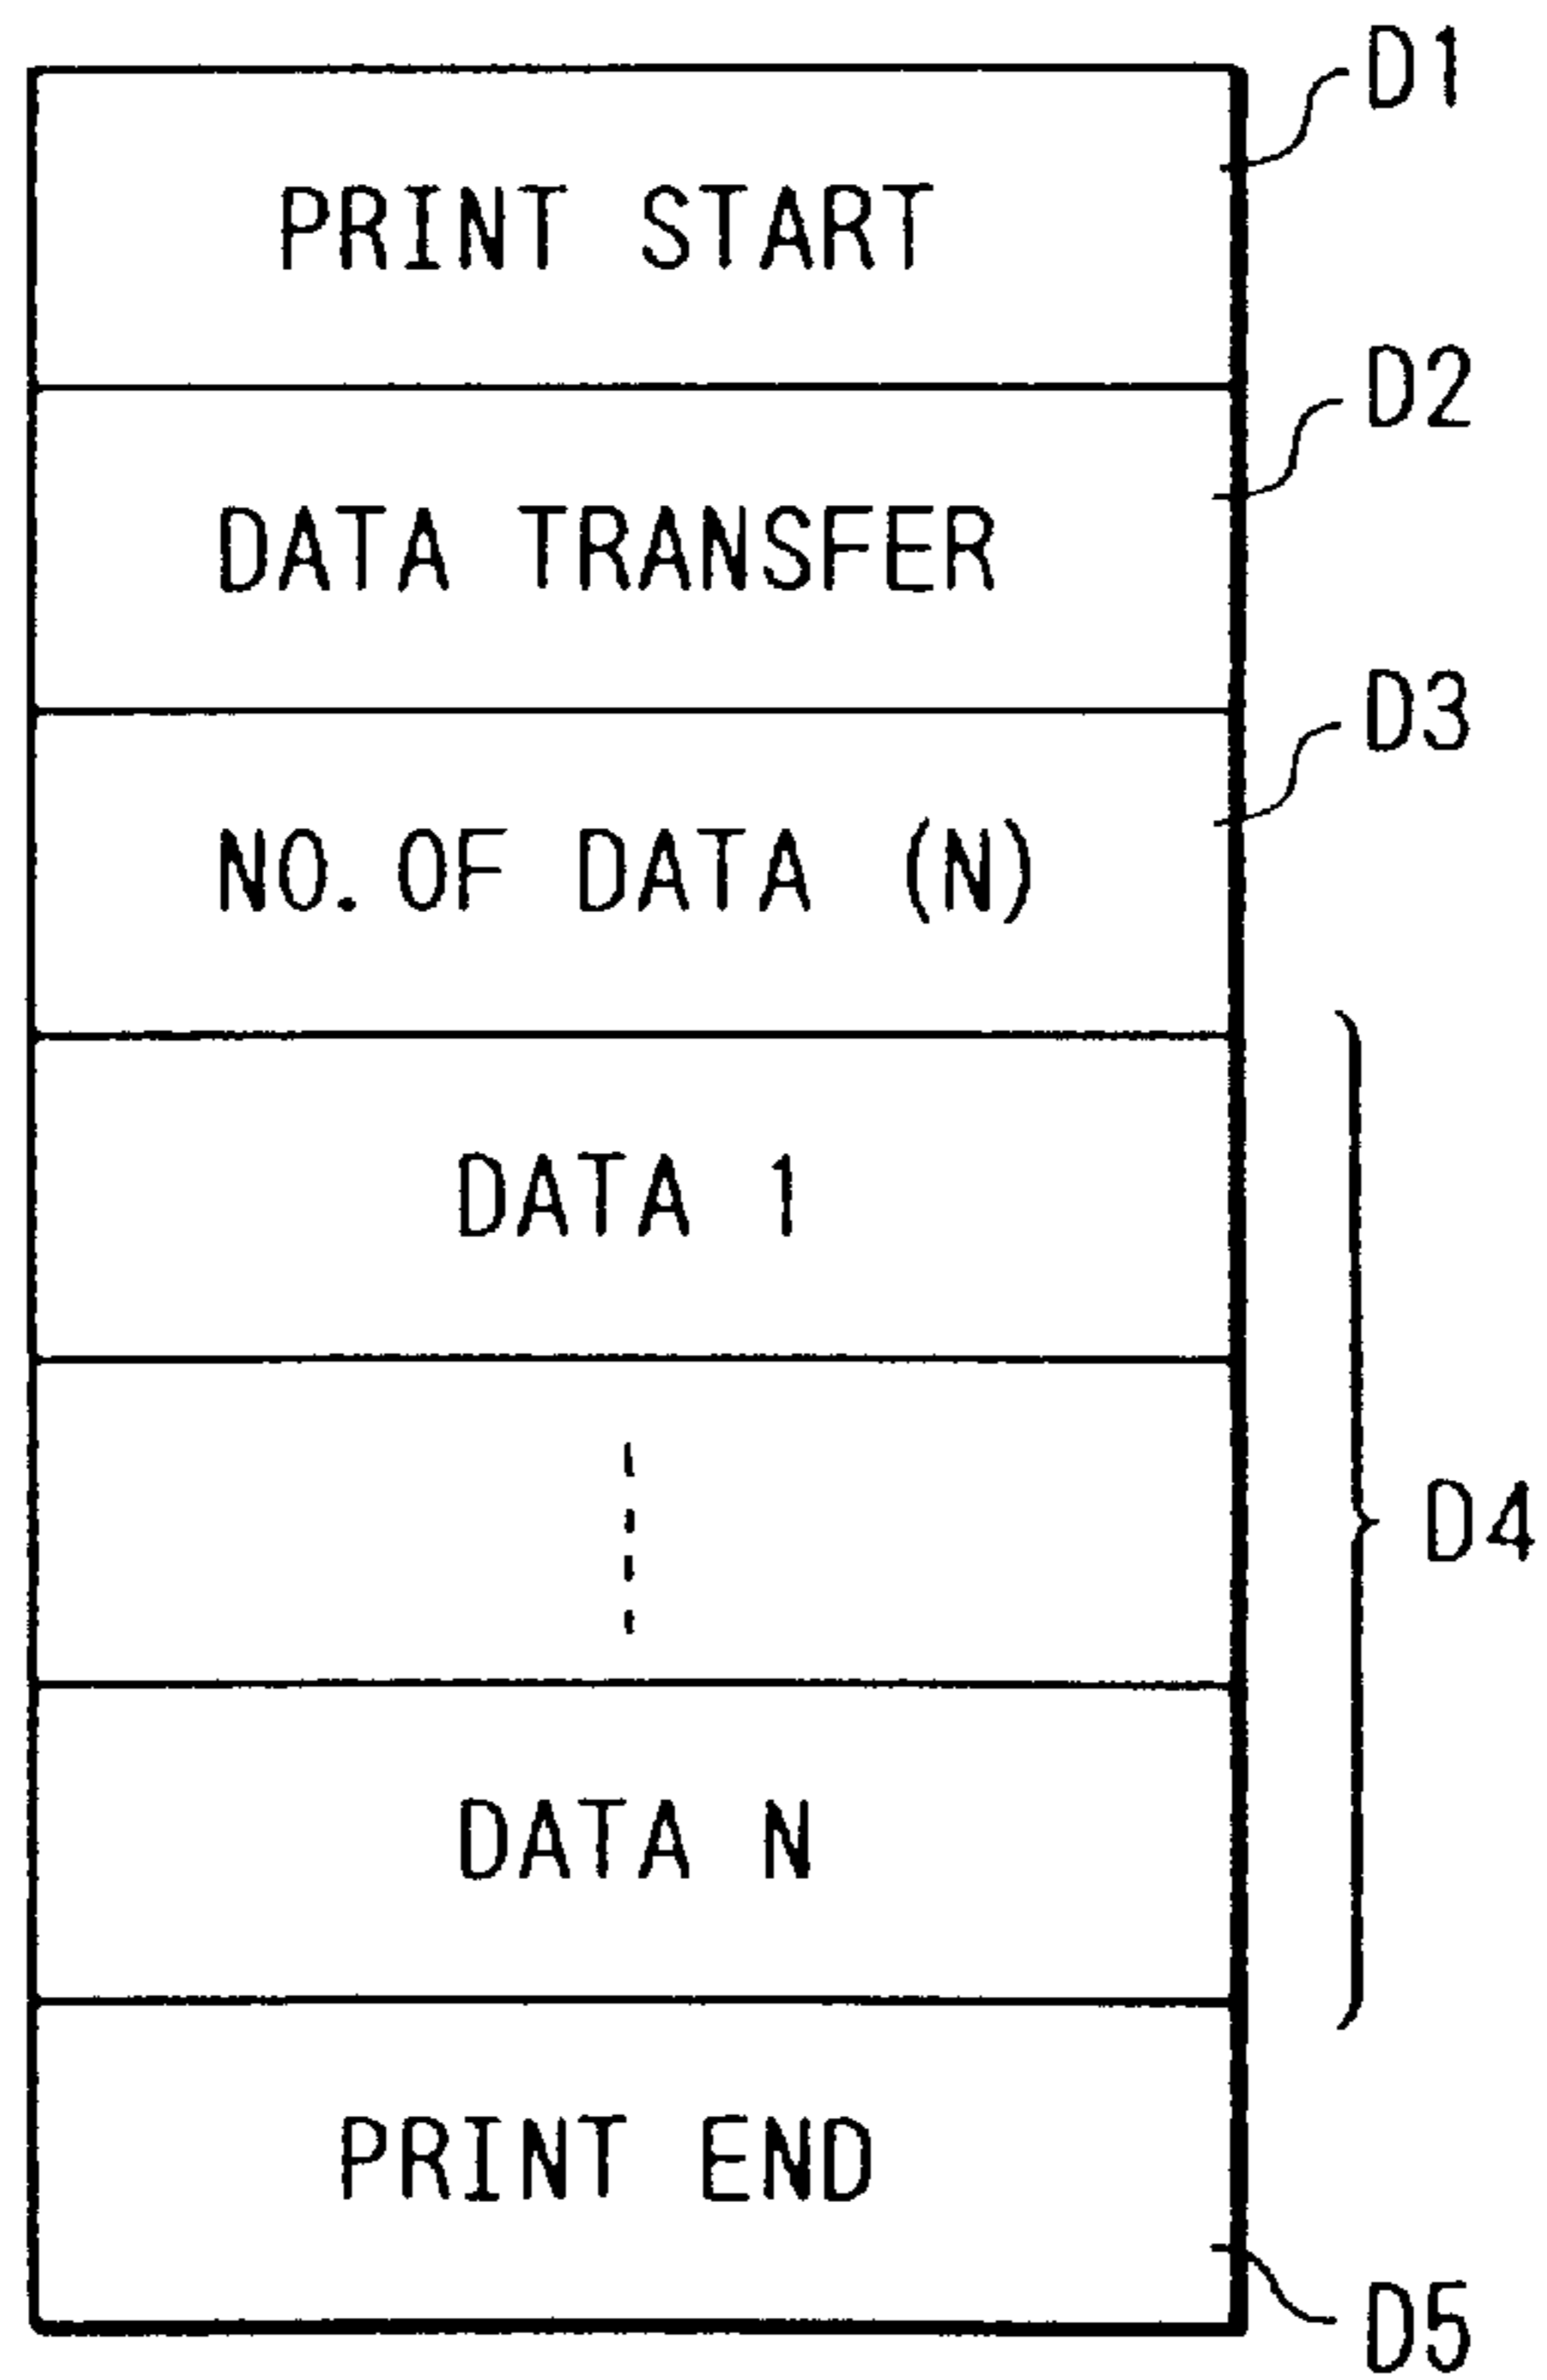 D1
PRINT START
D2
DATA TRANSFER
D3
NO. OF DATA (N)
DATA 1
D4
DATA N
PRINT END
D5